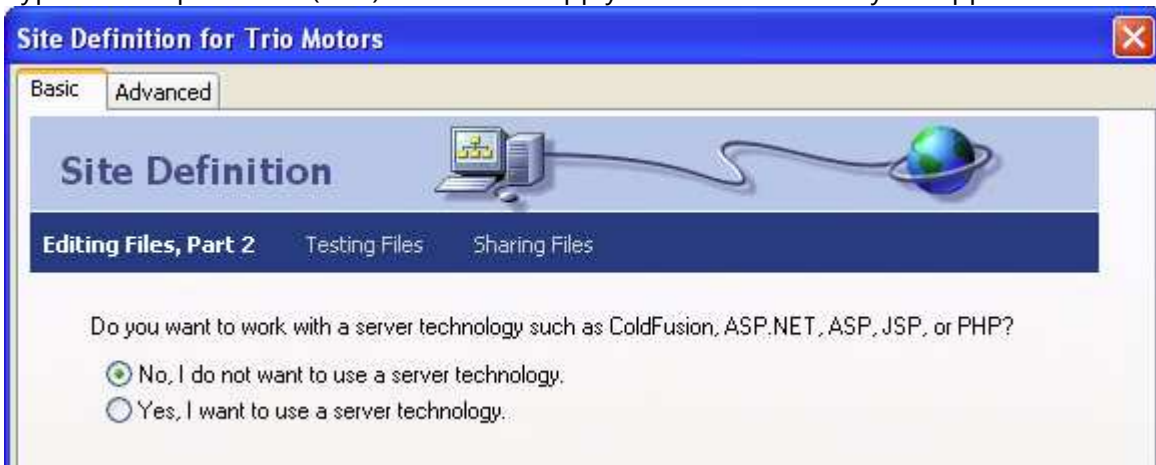 Site Definition for Trio Motors
Basic Advanced
Site Definition
Editing Files, Part 2 Testing Files Sharing Files
Do you want to work with a server technology such as ColdFusion, ASP.NET, ASP, JSP, or PHP?
No, I do not want to use a server technology.
Yes, I want to use a server technology.